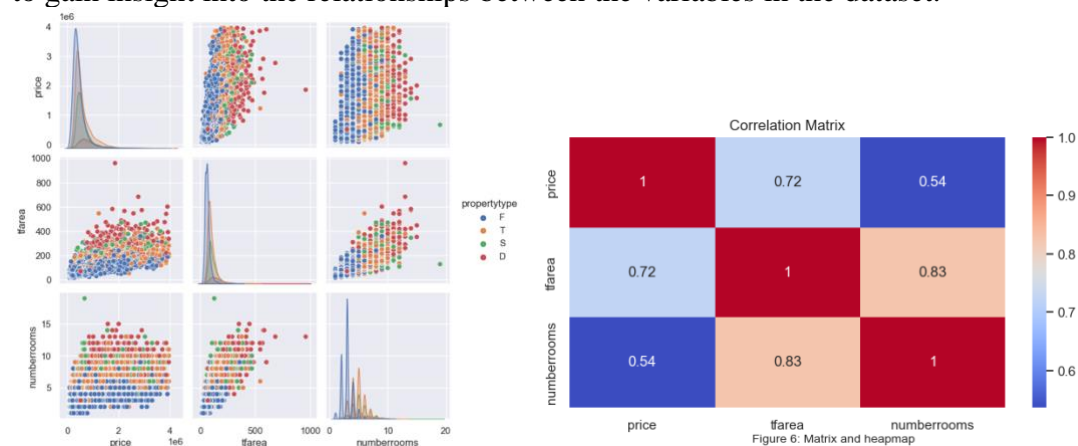 to gain insight into the relationships between the variables in the dataset.
1e6
4
3
2
1
0
price
1000
800
600
400
200
0
tfarea
15
10
5
numberrooms
0 2 4
1e6
price
0 500 1000
tfarea
0 10 20
numberrooms
propertytype
F
T
S
D
Correlation Matrix
price
1 0.72 0.54
tfarea
0.72 1 0.83
numberrooms
0.54 0.83 1
price tfarea numberrooms
1.0
0.9
0.8
0.7
0.6
Figure 6: Matrix and heapmap